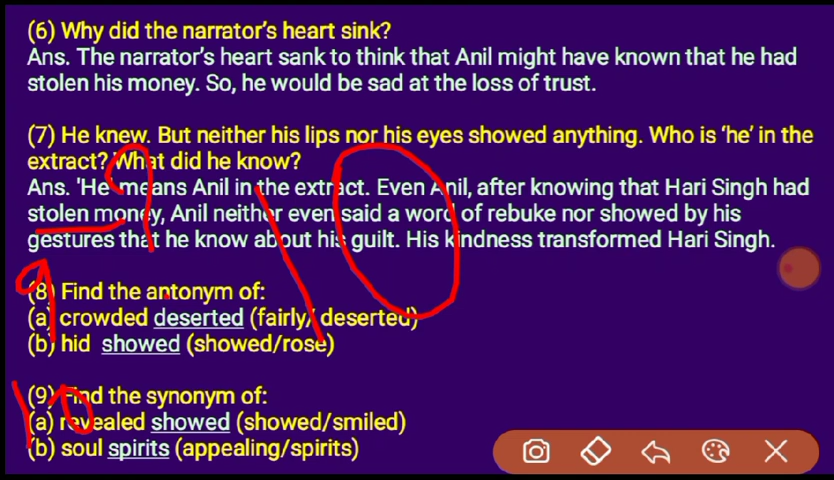 (6) Why did the narrator's heart sink?
Ans. The narrator's heart sank to think that Anil might have known that he had
stolen his money. So, he would be sad at the loss of trust.
(7) He knew. But neither his lips nor his eyes showed anything. Who is 'he' in the
extract? What did he know?
Ans. 'He' means Anil in the extract. Even Anil, after knowing that Hari Singh had
stolen money, Anil neither even said a word of rebuke nor showed by his
gestures that he know about his guilt. His kindness transformed Hari Singh.
(8) Find the antonym of:
(a) crowded deserted (fairly/ deserted)
(b) hid showed (showed/rose)
(9) Find the synonym of:
(a) revealed showed (showed/smiled)
(b) soul spirits (appealing/spirits)